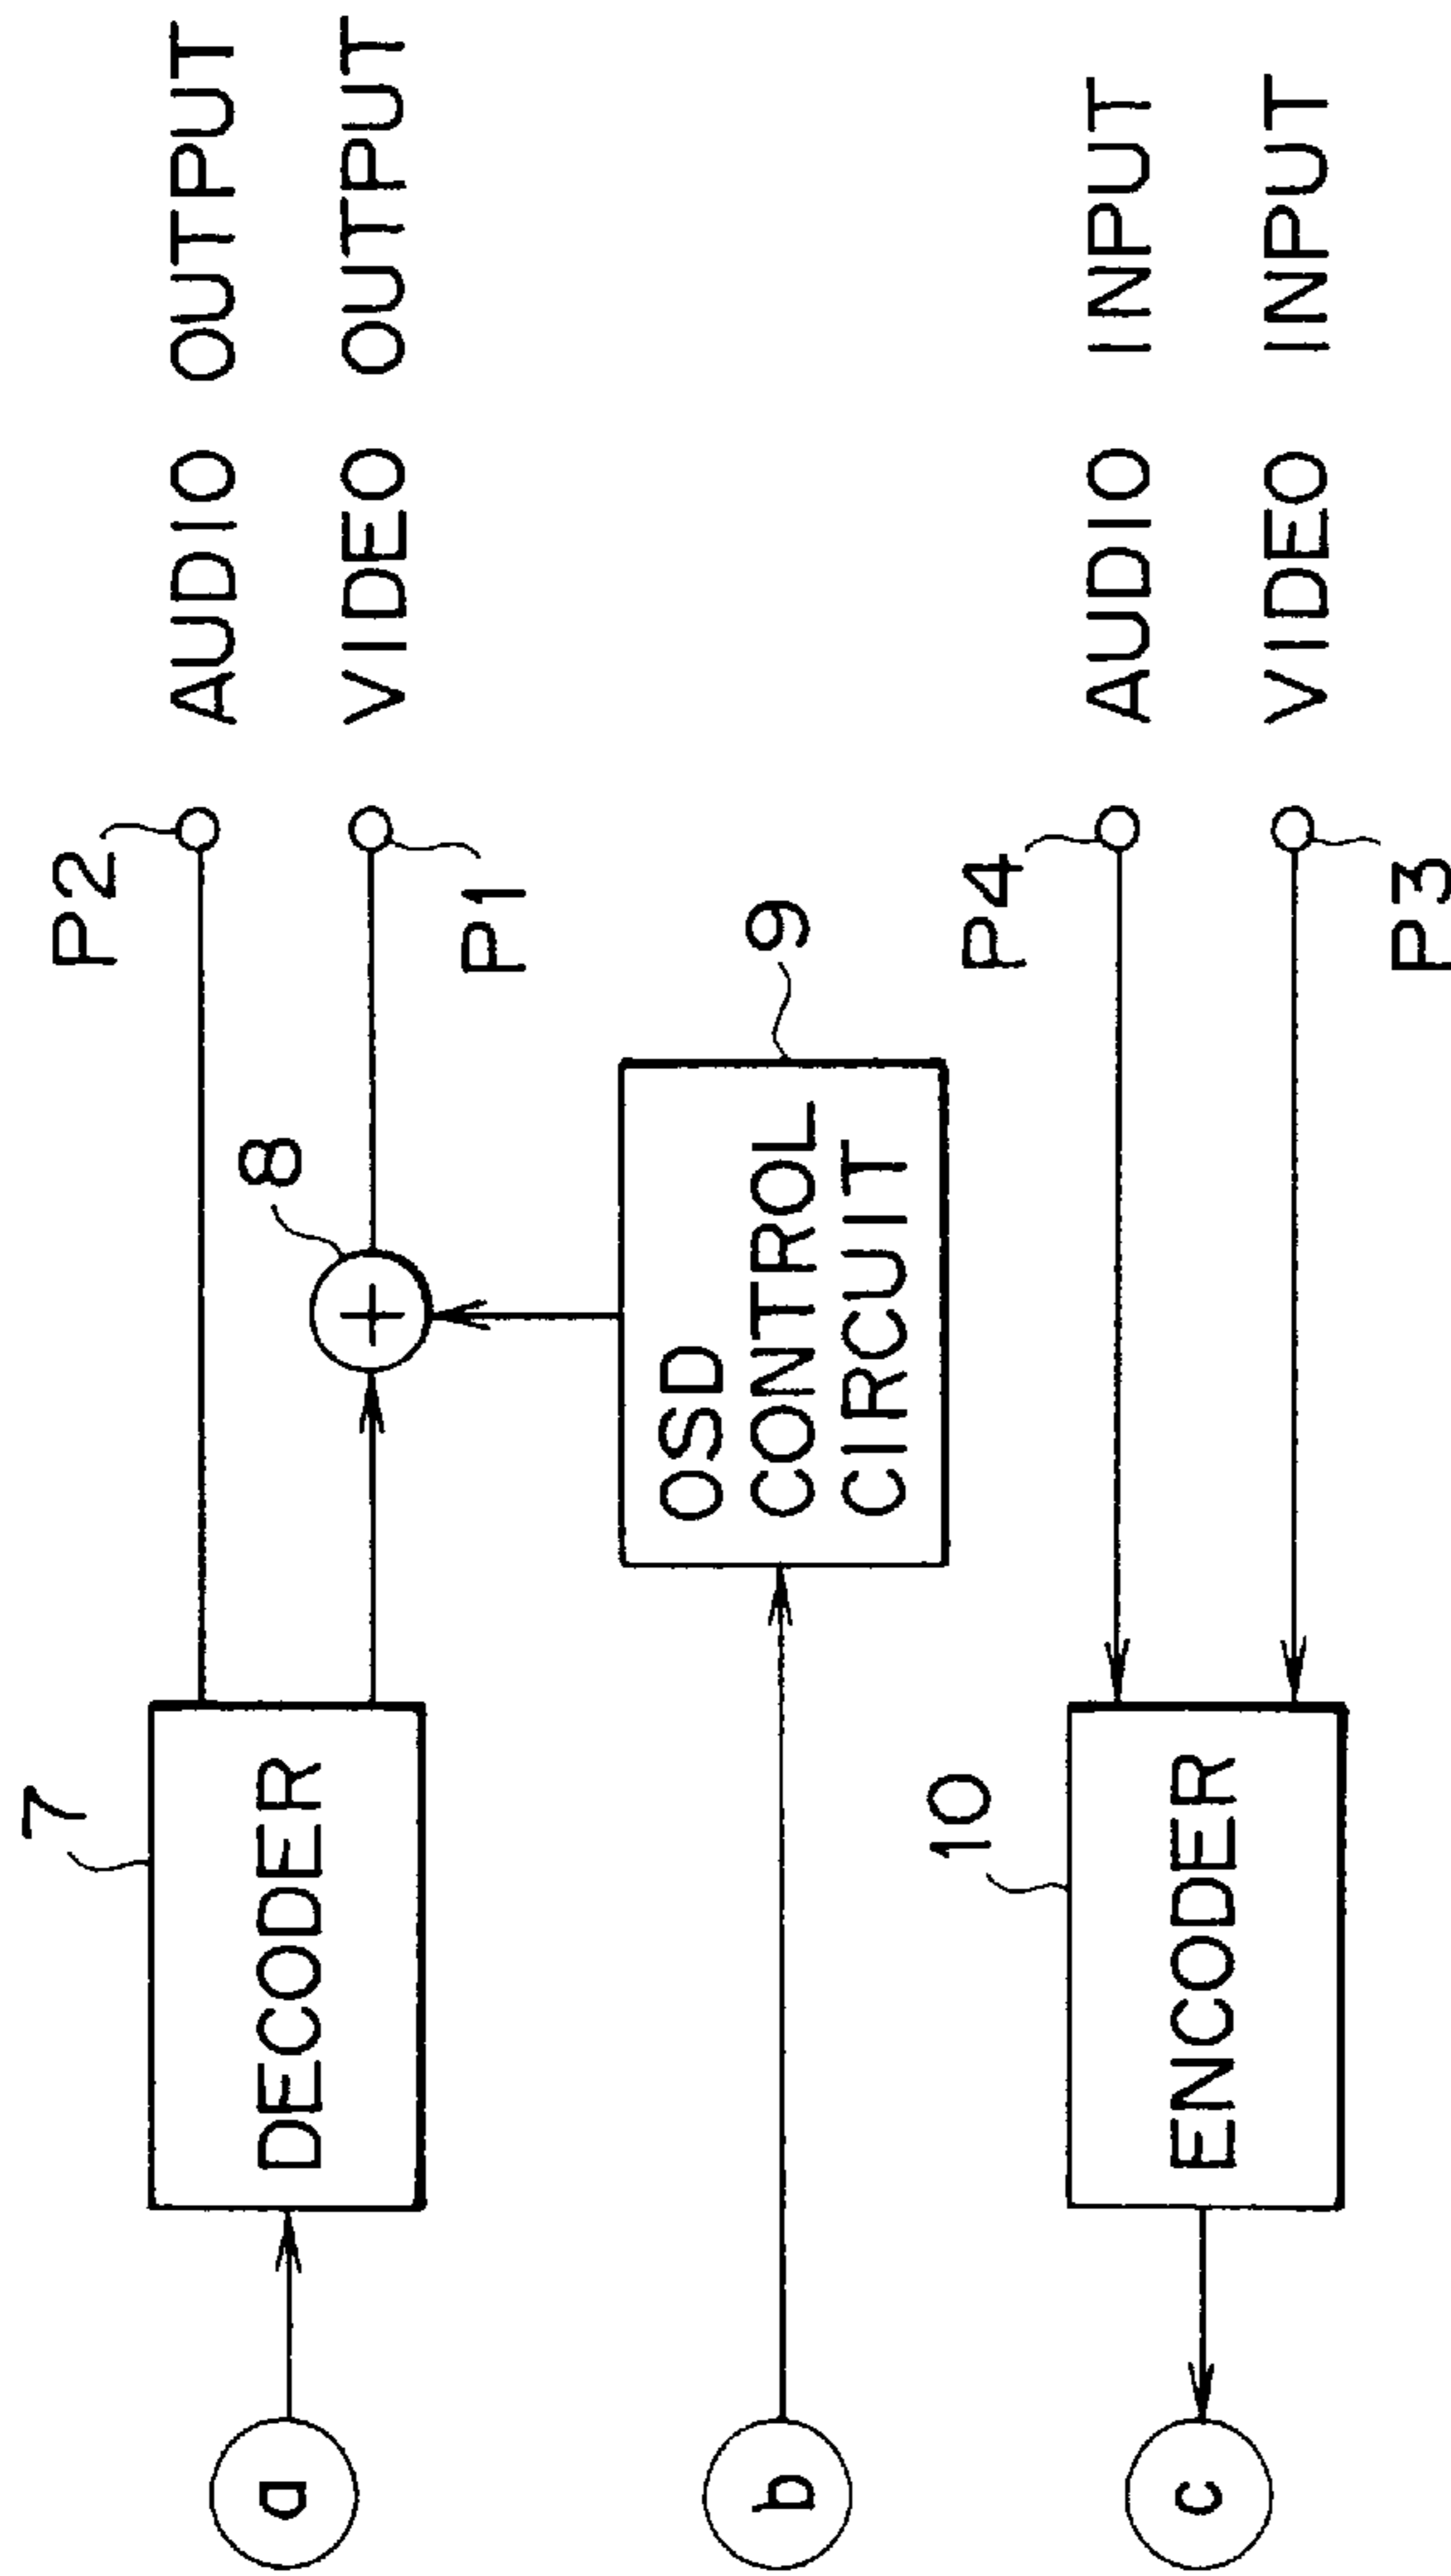 P2
AUDIO OUTPUT
7
DECODER
a
8
+
VIDEO OUTPUT
P1
9
OSD
CONTROL
CIRCUIT
b
P4
AUDIO INPUT
10
ENCODER
c
VIDEO INPUT
P3